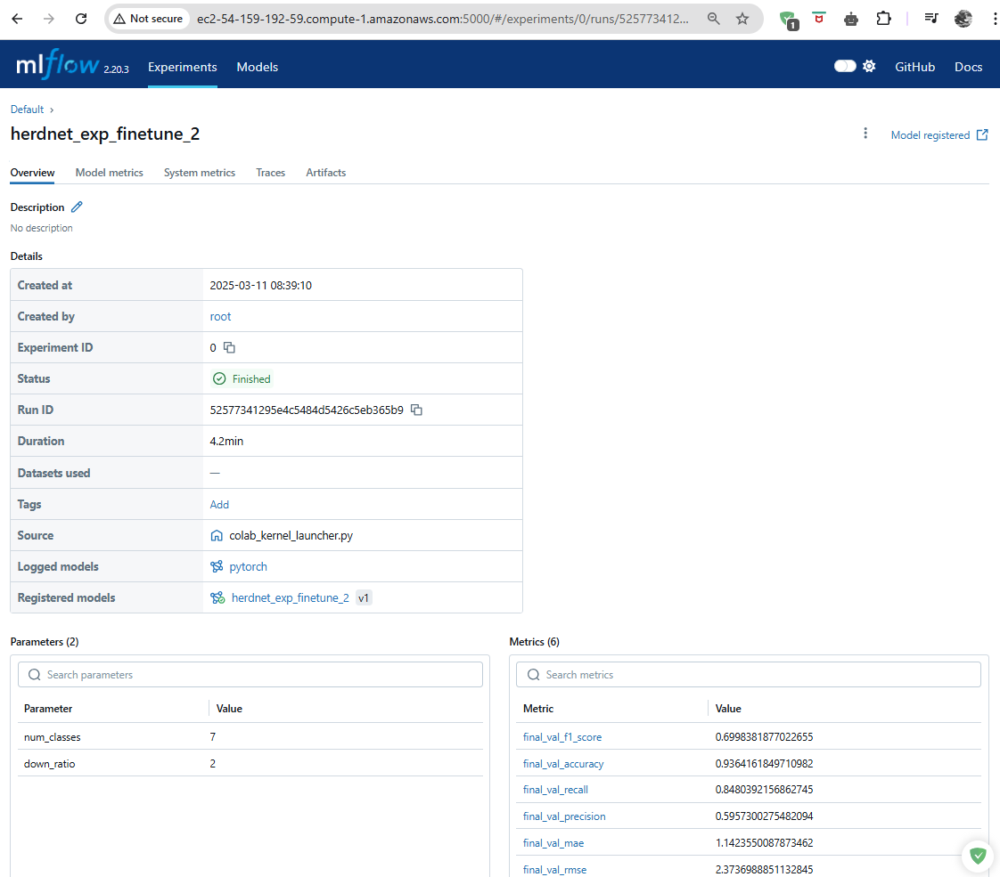 Not secure ec2-54-159-192-59.compute-1.amazonaws.com:5000/#/experiments/0/runs/525773412... 1
mlflow 2.20.3 Experiments Models GitHub Docs
Default ›
herdnet_exp_finetune_2 Model registered
Overview Model metrics System metrics Traces Artifacts
Description
No description
Details
Created at 2025-03-11 08:39:10
Created by root
Experiment ID 0
Status Finished
Run ID 52577341295e4c5484d5426c5eb365b9
Duration 4.2min
Datasets used —
Tags Add
Source colab_kernel_launcher.py
Logged models pytorch
Registered models herdnet_exp_finetune_2 v1
Parameters (2)
Search parameters
Parameter Value
num_classes 7
down_ratio 2
Metrics (6)
Search metrics
Metric Value
final_val_f1_score 0.6998381877022655
final_val_accuracy 0.9364161849710982
final_val_recall 0.8480392156862745
final_val_precision 0.5957300275482094
final_val_mae 1.1423550087873462
final_val_rmse 2.3736988851132845